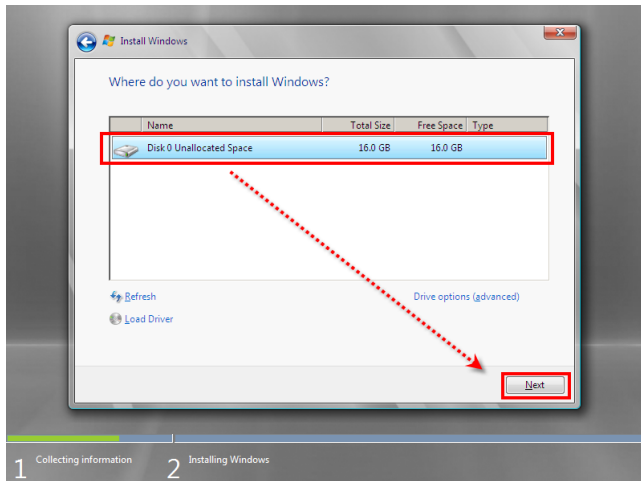 Install Windows
Where do you want to install Windows?
Name Total Size Free Space Type
Disk 0 Unallocated Space 16.0 GB 16.0 GB
Refresh Drive options (advanced)
Load Driver
Next
1 Collecting information 2 Installing Windows